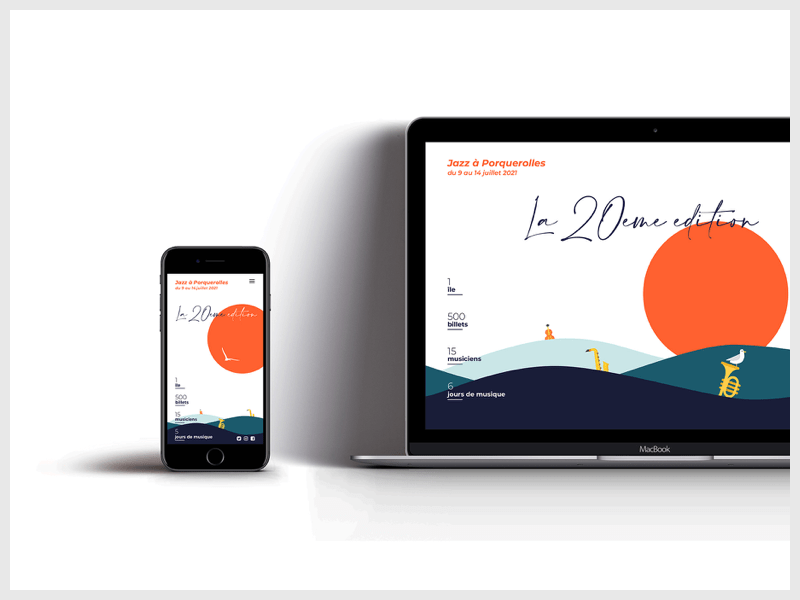 Jazz à Porquerolles
du 9 au 14 juillet 2021
La 20eme edition
1
île
500
billets
15
musiciens
5
jours de musique
Jazz à Porquerolles
du 9 au 14 juillet 2021
La 20eme edition
1
île
500
billets
15
musiciens
6
jours de musique
MacBook